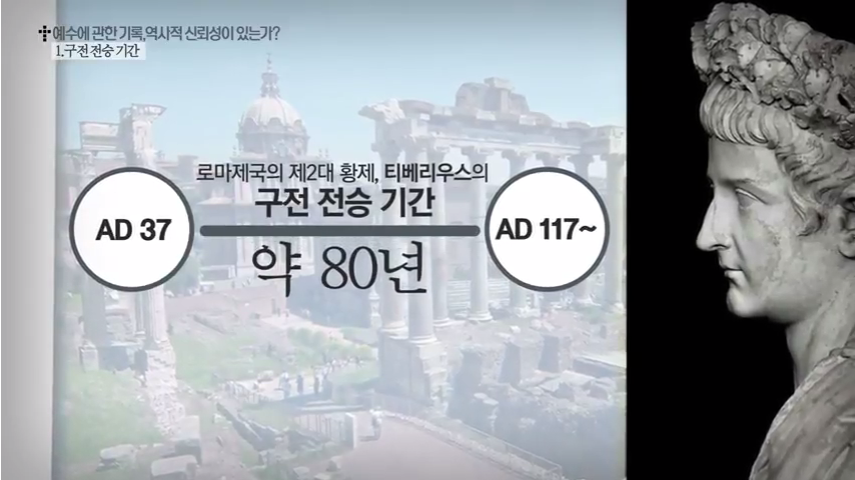 예수에 관한 기록, 역사적 신뢰성이 있는가?
1. 구전 전승 기간
로마제국의 제2대 황제, 티베리우스의
구전 전승 기간
AD 37
AD 117~
약 80년